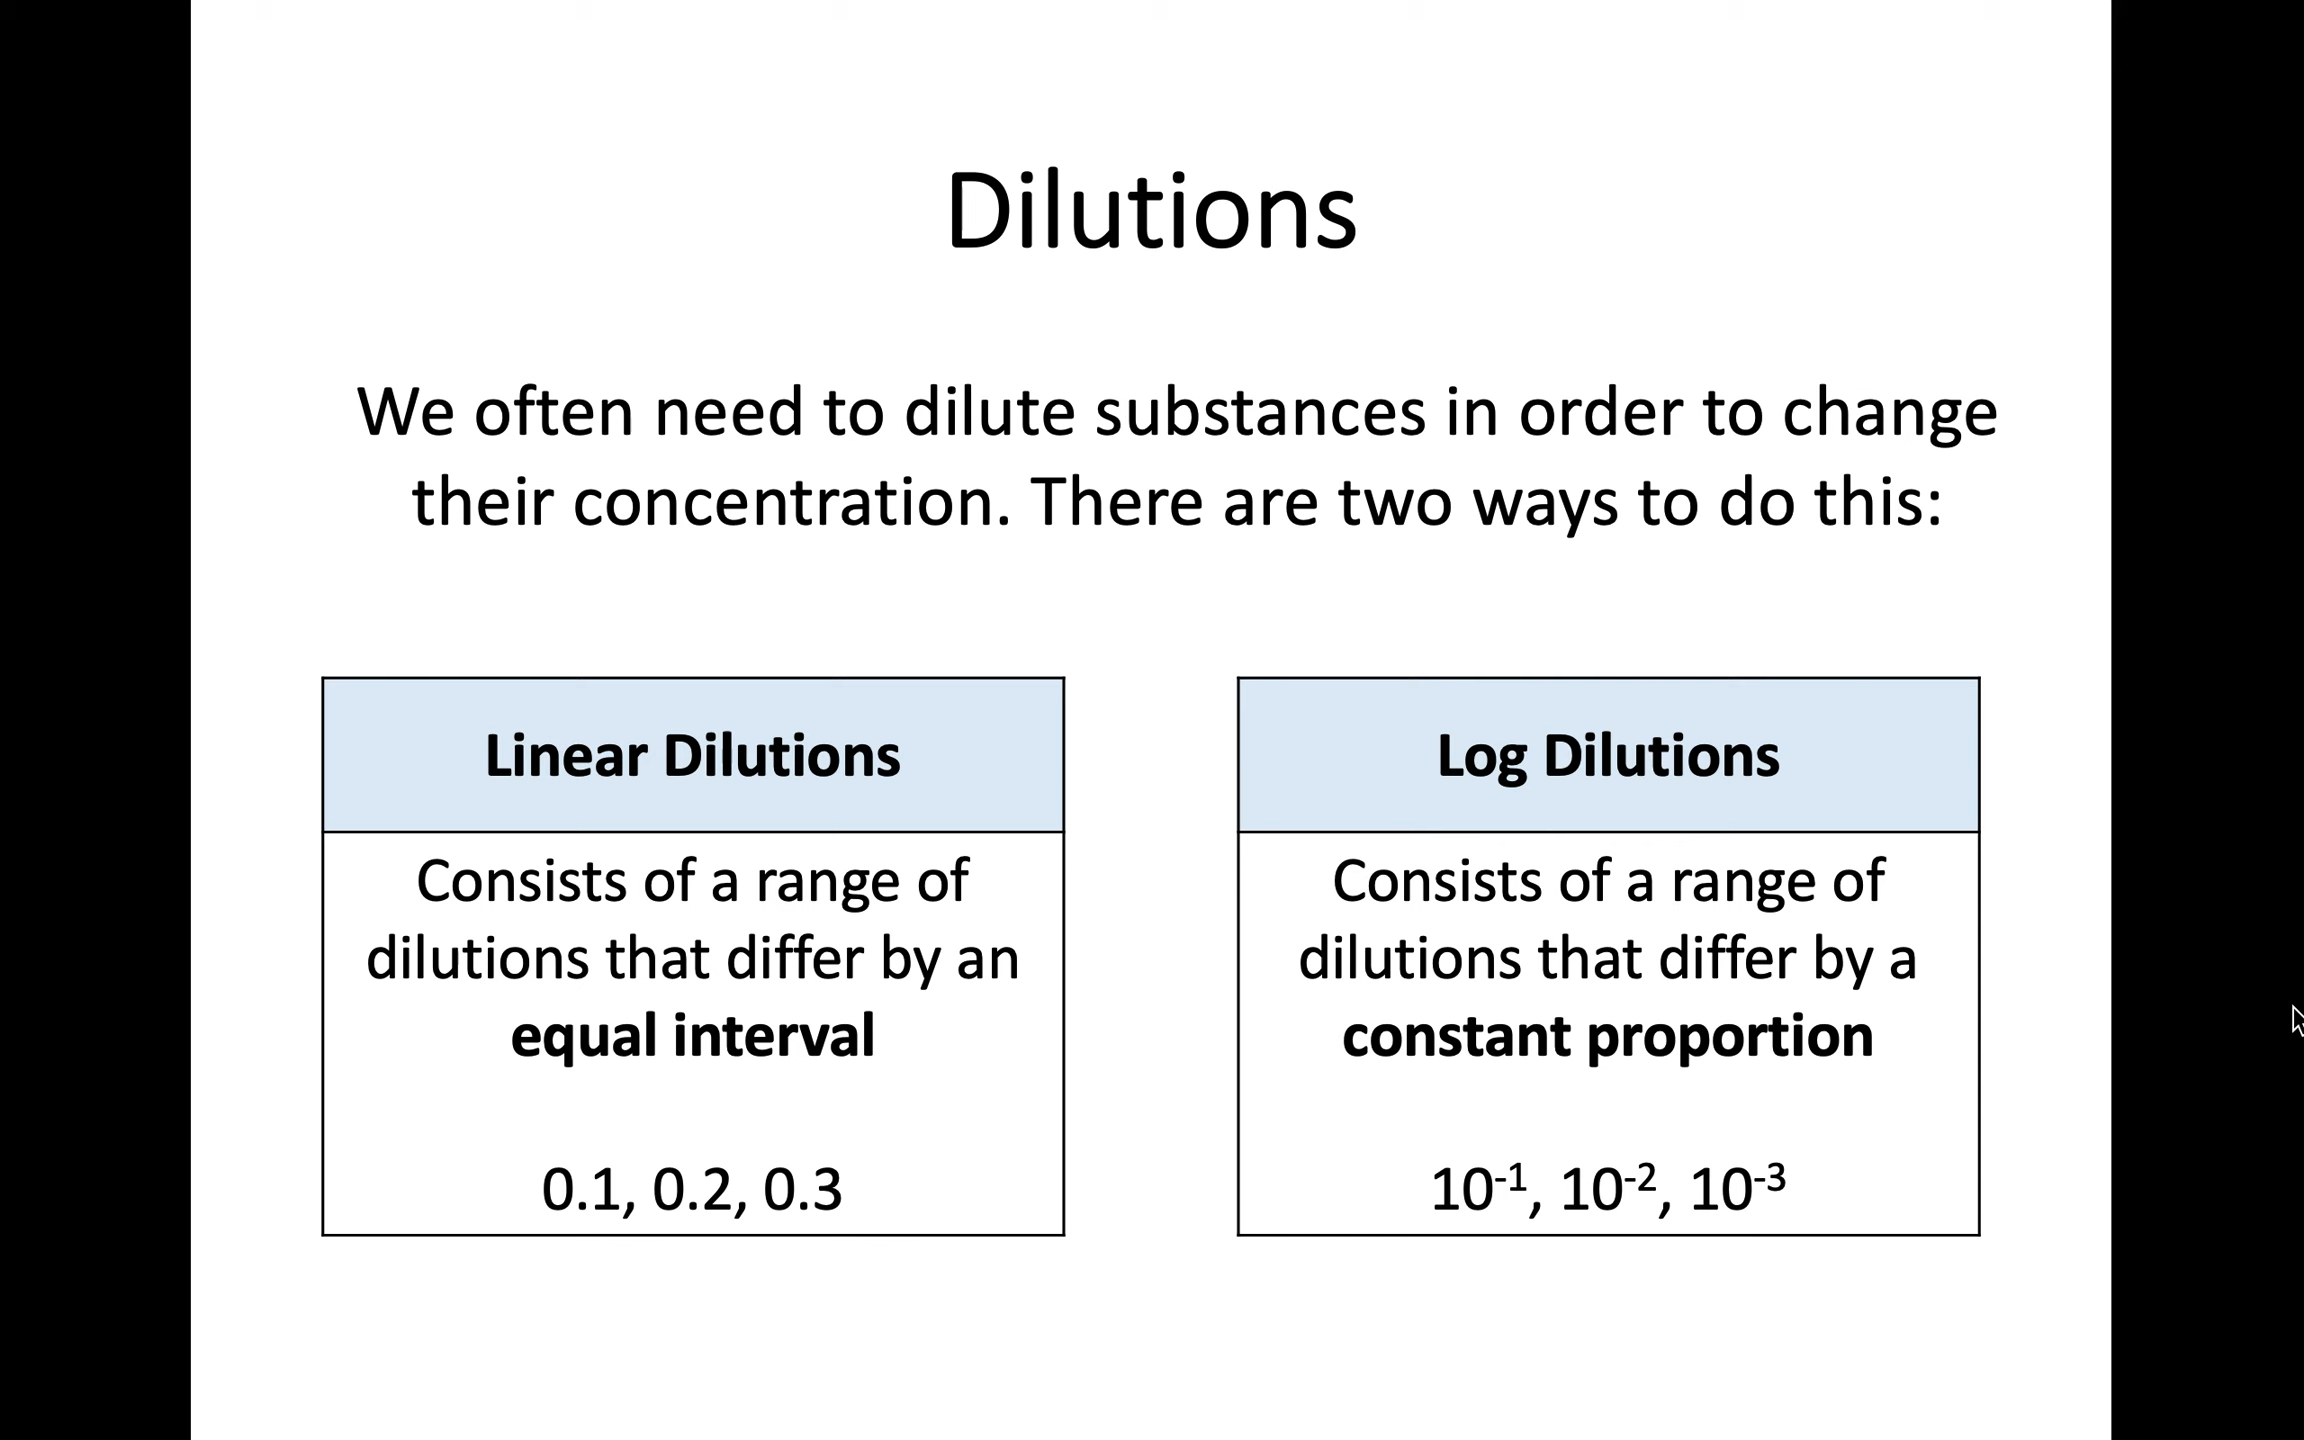 Dilutions
We often need to dilute substances in order to change
their concentration. There are two ways to do this:
Linear Dilutions
Consists of a range of
dilutions that differ by an
equal interval
0.1, 0.2, 0.3
Log Dilutions
Consists of a range of
dilutions that differ by a
constant proportion
10⁻¹, 10⁻², 10⁻³